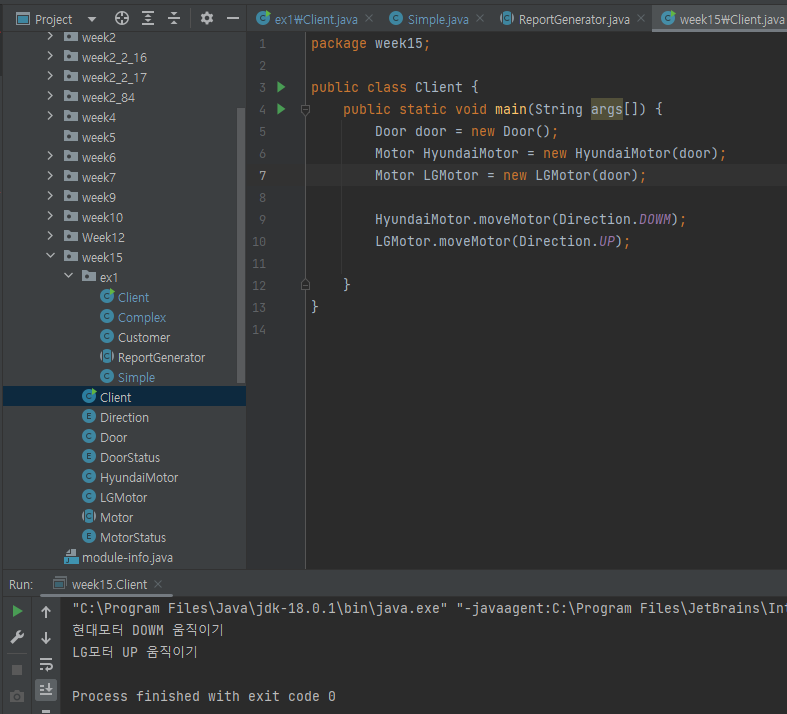 Project
week2
week2_2_16
week2_2_17
week2_84
week4
week5
week6
week7
week9
week10
Week12
week15
ex1
Client
Complex
Customer
ReportGenerator
Simple
Client
Direction
Door
DoorStatus
HyundaiMotor
LGMotor
Motor
MotorStatus
module-info.java
ex1₩Client.java Simple.java ReportGenerator.java week15₩Client.java
1 package week15;
2
3 public class Client {
4 public static void main(String args[]) {
5 Door door = new Door();
6 Motor HyundaiMotor = new HyundaiMotor(door);
7 Motor LGMotor = new LGMotor(door);
8
9 HyundaiMotor.moveMotor(Direction.DOWM);
10 LGMotor.moveMotor(Direction.UP);
11
12 }
13 }
14
Run: week15.Client
"C:\Program Files\Java\jdk-18.0.1\bin\java.exe" "-javaagent:C:\Program Files\JetBrains\Int
현대모터 DOWM 움직이기
LG모터 UP 움직이기
Process finished with exit code 0